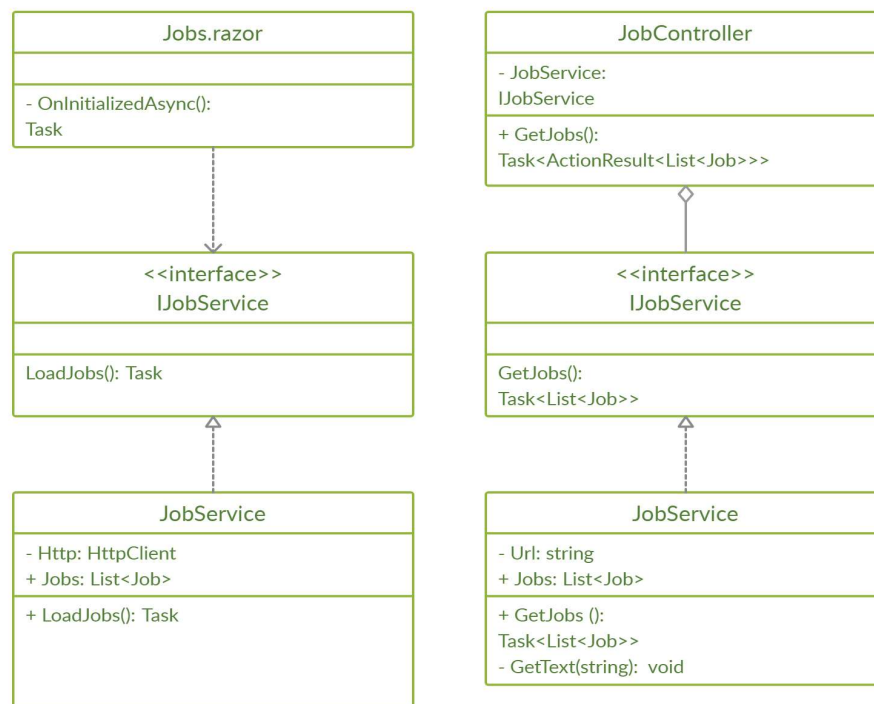 Jobs.razor
- OnInitializedAsync():
Task
<<interface>>
IJobService
LoadJobs(): Task
JobService
- Http: HttpClient
+ Jobs: List<Job>
+ LoadJobs(): Task
JobController
- JobService:
IJobService
+ GetJobs():
Task<ActionResult<List<Job>>>
<<interface>>
IJobService
GetJobs():
Task<List<Job>>
JobService
- Url: string
+ Jobs: List<Job>
+ GetJobs ():
Task<List<Job>>
- GetText(string): void